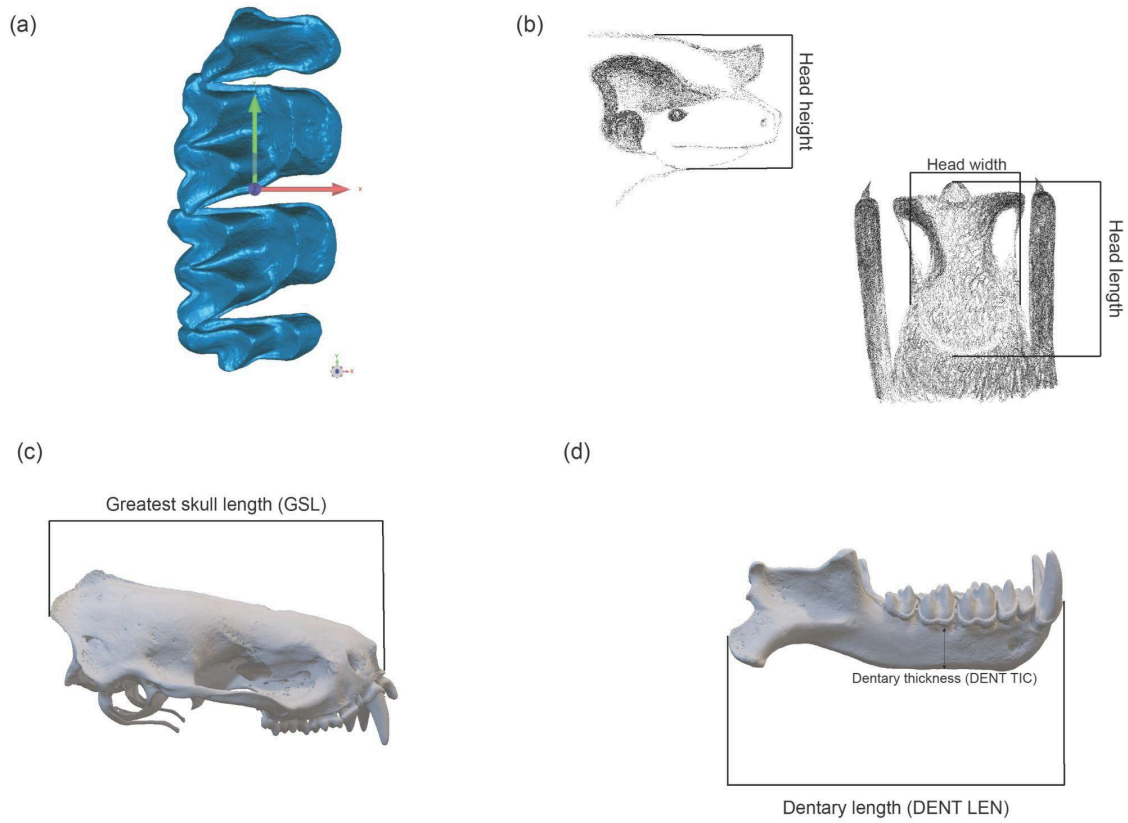 (a)
(b)
Head height
Head width
Head length
y
x
Y
X
(c)
(d)
Greatest skull length (GSL)
Dentary thickness (DENT TIC)
Dentary length (DENT LEN)